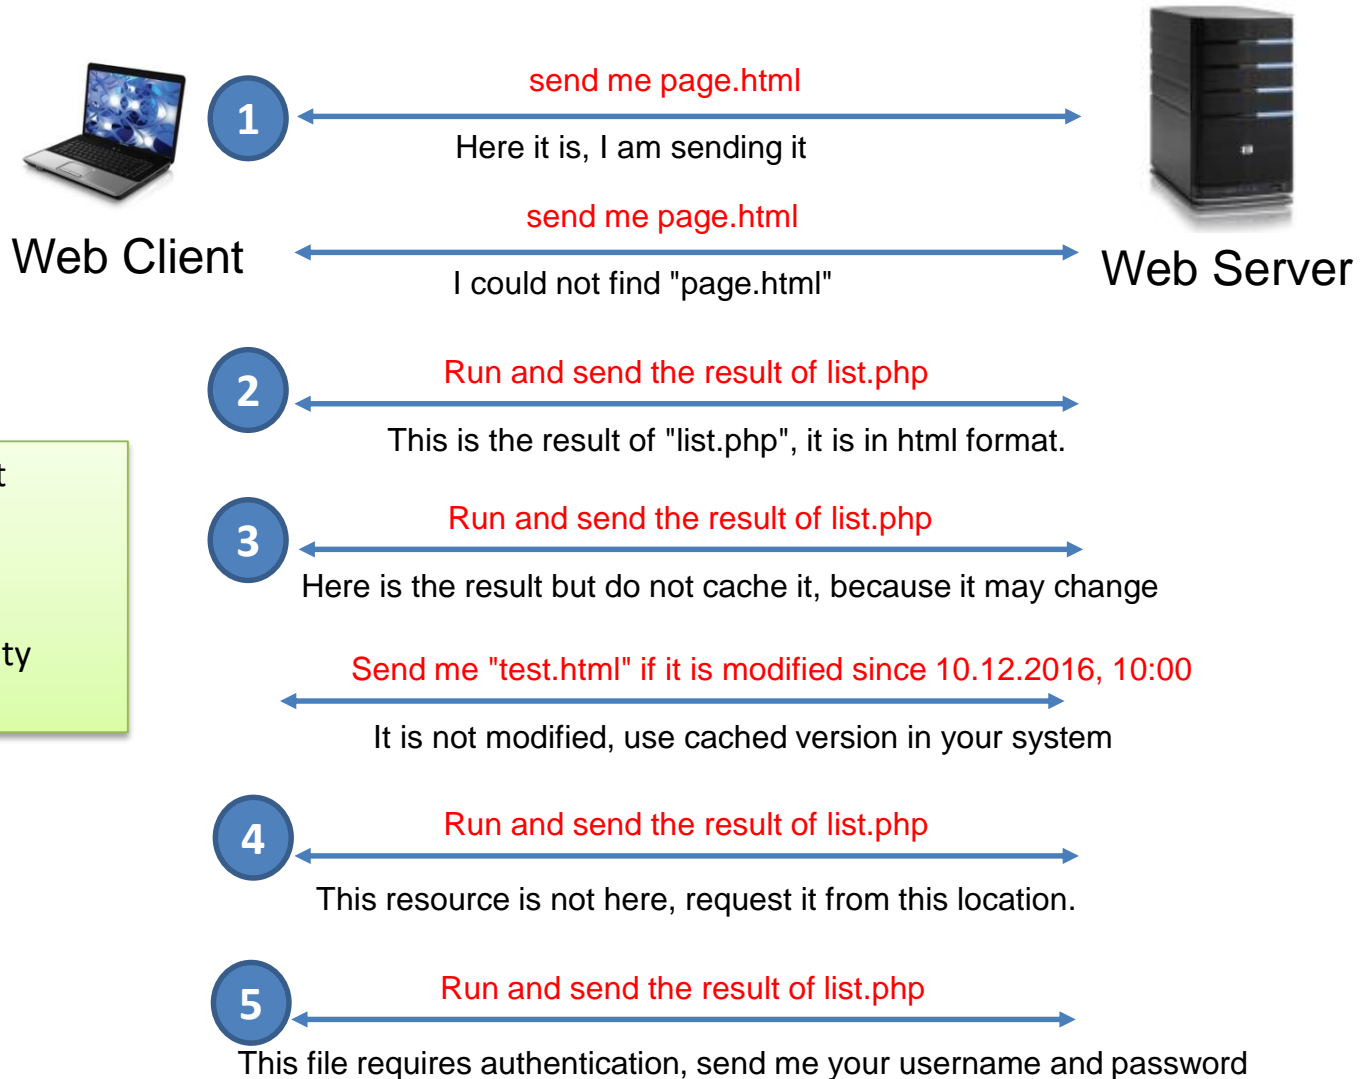 1
send me page.html
Here it is, I am sending it
send me page.html
Web Client
Web Server
I could not find "page.html"
2
Run and send the result of list.php
This is the result of "list.php", it is in html format.
3
Run and send the result of list.php
Here is the result but do not cache it, because it may change
Send me "test.html" if it is modified since 10.12.2016, 10:00
It is not modified, use cached version in your system
4
Run and send the result of list.php
This resource is not here, request it from this location.
5
Run and send the result of list.php
This file requires authentication, send me your username and password